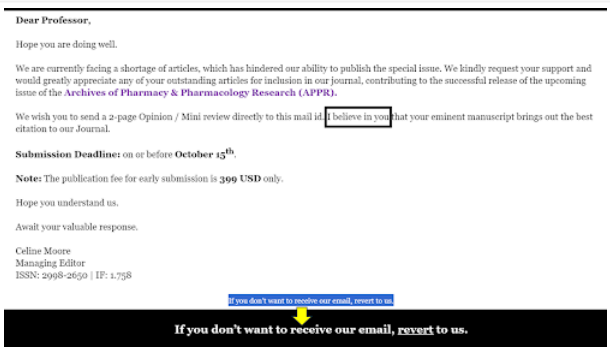 Dear Professor,
Hope you are doing well.
We are currently facing a shortage of articles, which has hindered our ability to publish the special issue. We kindly request your support and
would greatly appreciate any of your outstanding articles for inclusion in our journal, contributing to the successful release of the upcoming
issue of the Archives of Pharmacy & Pharmacology Research (APPR).
We wish you to send a 2-page Opinion / Mini review directly to this mail id. I believe in you that your eminent manuscript brings out the best
citation to our Journal.
Submission Deadline: on or before October 15th.
Note: The publication fee for early submission is 399 USD only.
Hope you understand us.
Await your valuable response.
Celine Moore
Managing Editor
ISSN: 2998-2650 | IF: 1.758
If you don't want to receive our email, revert to us.
If you don't want to receive our email, revert to us.